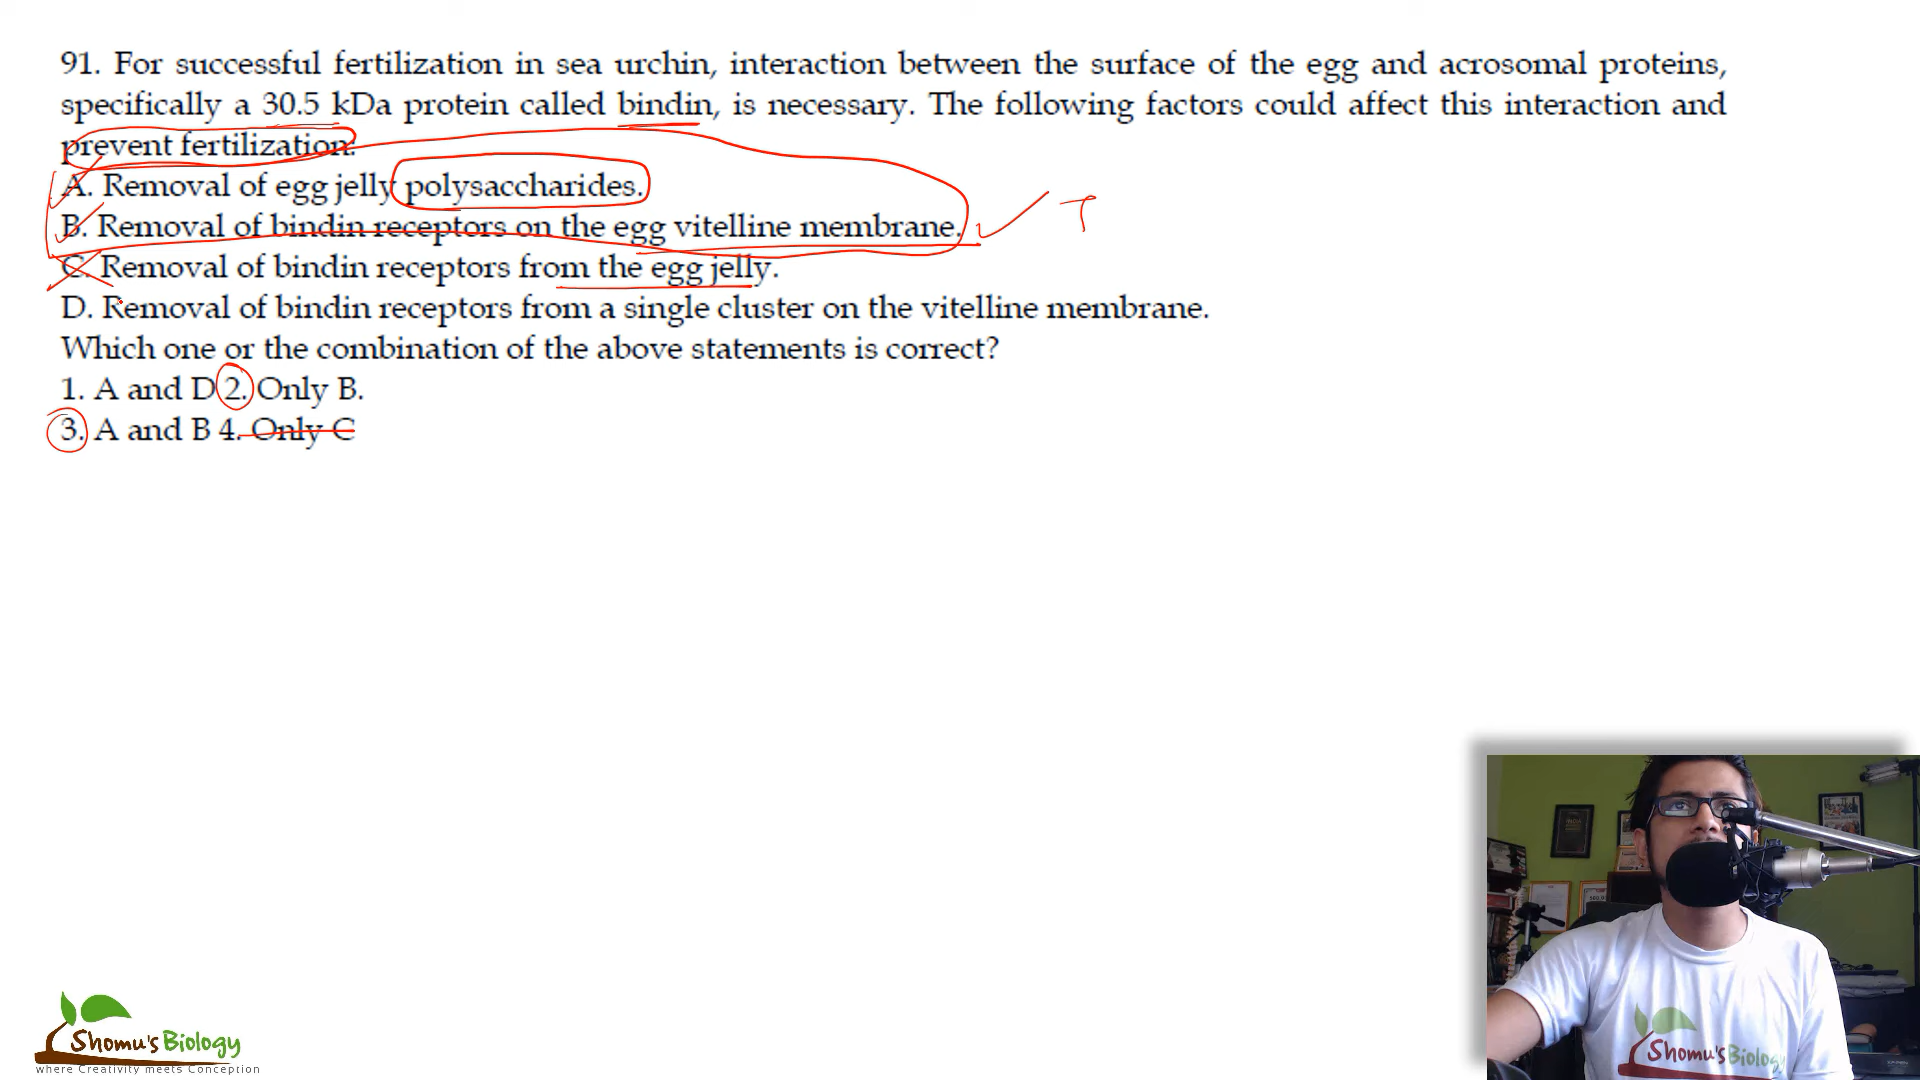 91. For successful fertilization in sea urchin, interaction between the surface of the egg and acrosomal proteins,
specifically a 30.5 kDa protein called bindin, is necessary. The following factors could affect this interaction and
prevent fertilization:
A. Removal of egg jelly polysaccharides.
B. Removal of bindin receptors on the egg vitelline membrane.
T
C. Removal of bindin receptors from the egg jelly.
D. Removal of bindin receptors from a single cluster on the vitelline membrane.
Which one or the combination of the above statements is correct?
1. A and D 2. Only B.
3. A and B 4. Only C
Shomu's Biology
where Creativity meets Conception
Shomu's Biology